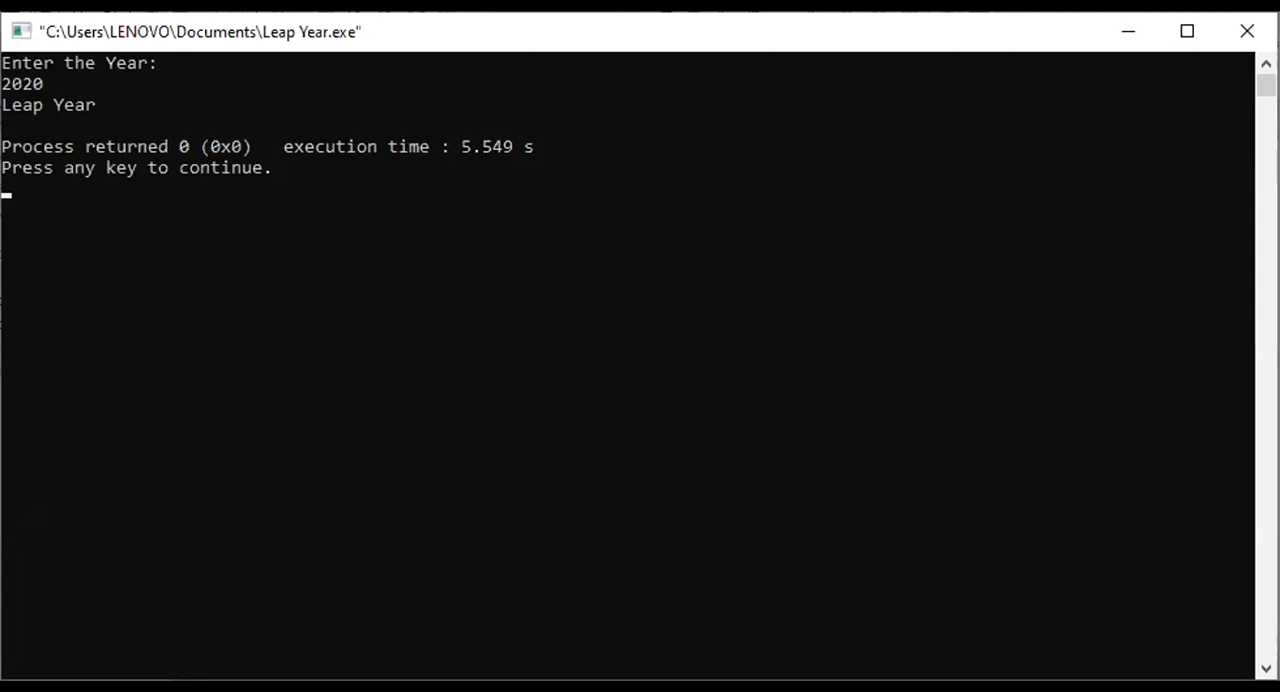 "C:\Users\LENOVO\Documents\Leap Year.exe"
Enter the Year:
2020
Leap Year
Process returned 0 (0x0)   execution time : 5.549 s
Press any key to continue.